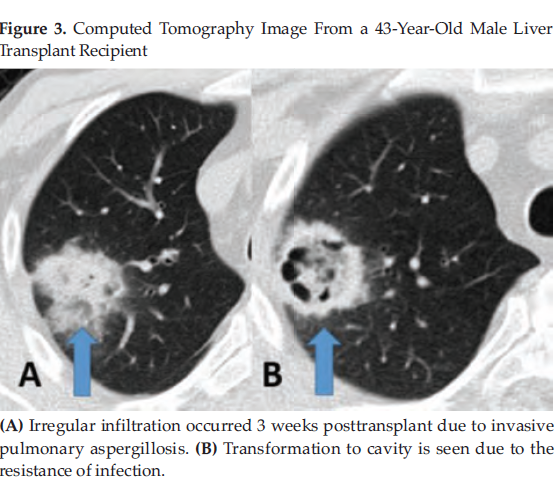 Figure 3. Computed Tomography Image From a 43-Year-Old Male Liver
Transplant Recipient
A
B
(A) Irregular infiltration occurred 3 weeks posttransplant due to invasive
pulmonary aspergillosis. (B) Transformation to cavity is seen due to the
resistance of infection.